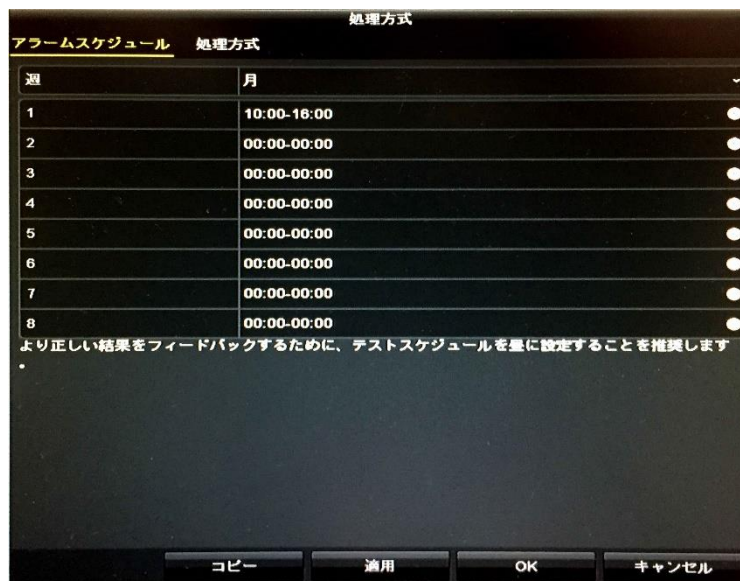 処理方式
アラームスケジュール 処理方式
週 月
1 10:00-16:00
2 00:00-00:00
3 00:00-00:00
4 00:00-00:00
5 00:00-00:00
6 00:00-00:00
7 00:00-00:00
8 00:00-00:00
より正しい結果をフィードバックするために、テストスケジュールを昼に設定することを推奨します
。
コピー 適用 OK キャンセル